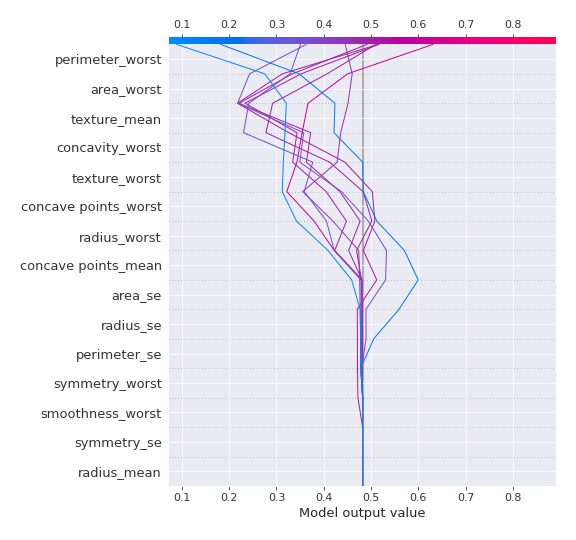 0.1 0.2 0.3 0.4 0.5 0.6 0.7 0.8
perimeter_worst
area_worst
texture_mean
concavity_worst
texture_worst
concave points_worst
radius_worst
concave points_mean
area_se
radius_se
perimeter_se
symmetry_worst
smoothness_worst
symmetry_se
radius_mean
0.1 0.2 0.3 0.4 0.5 0.6 0.7 0.8
Model output value